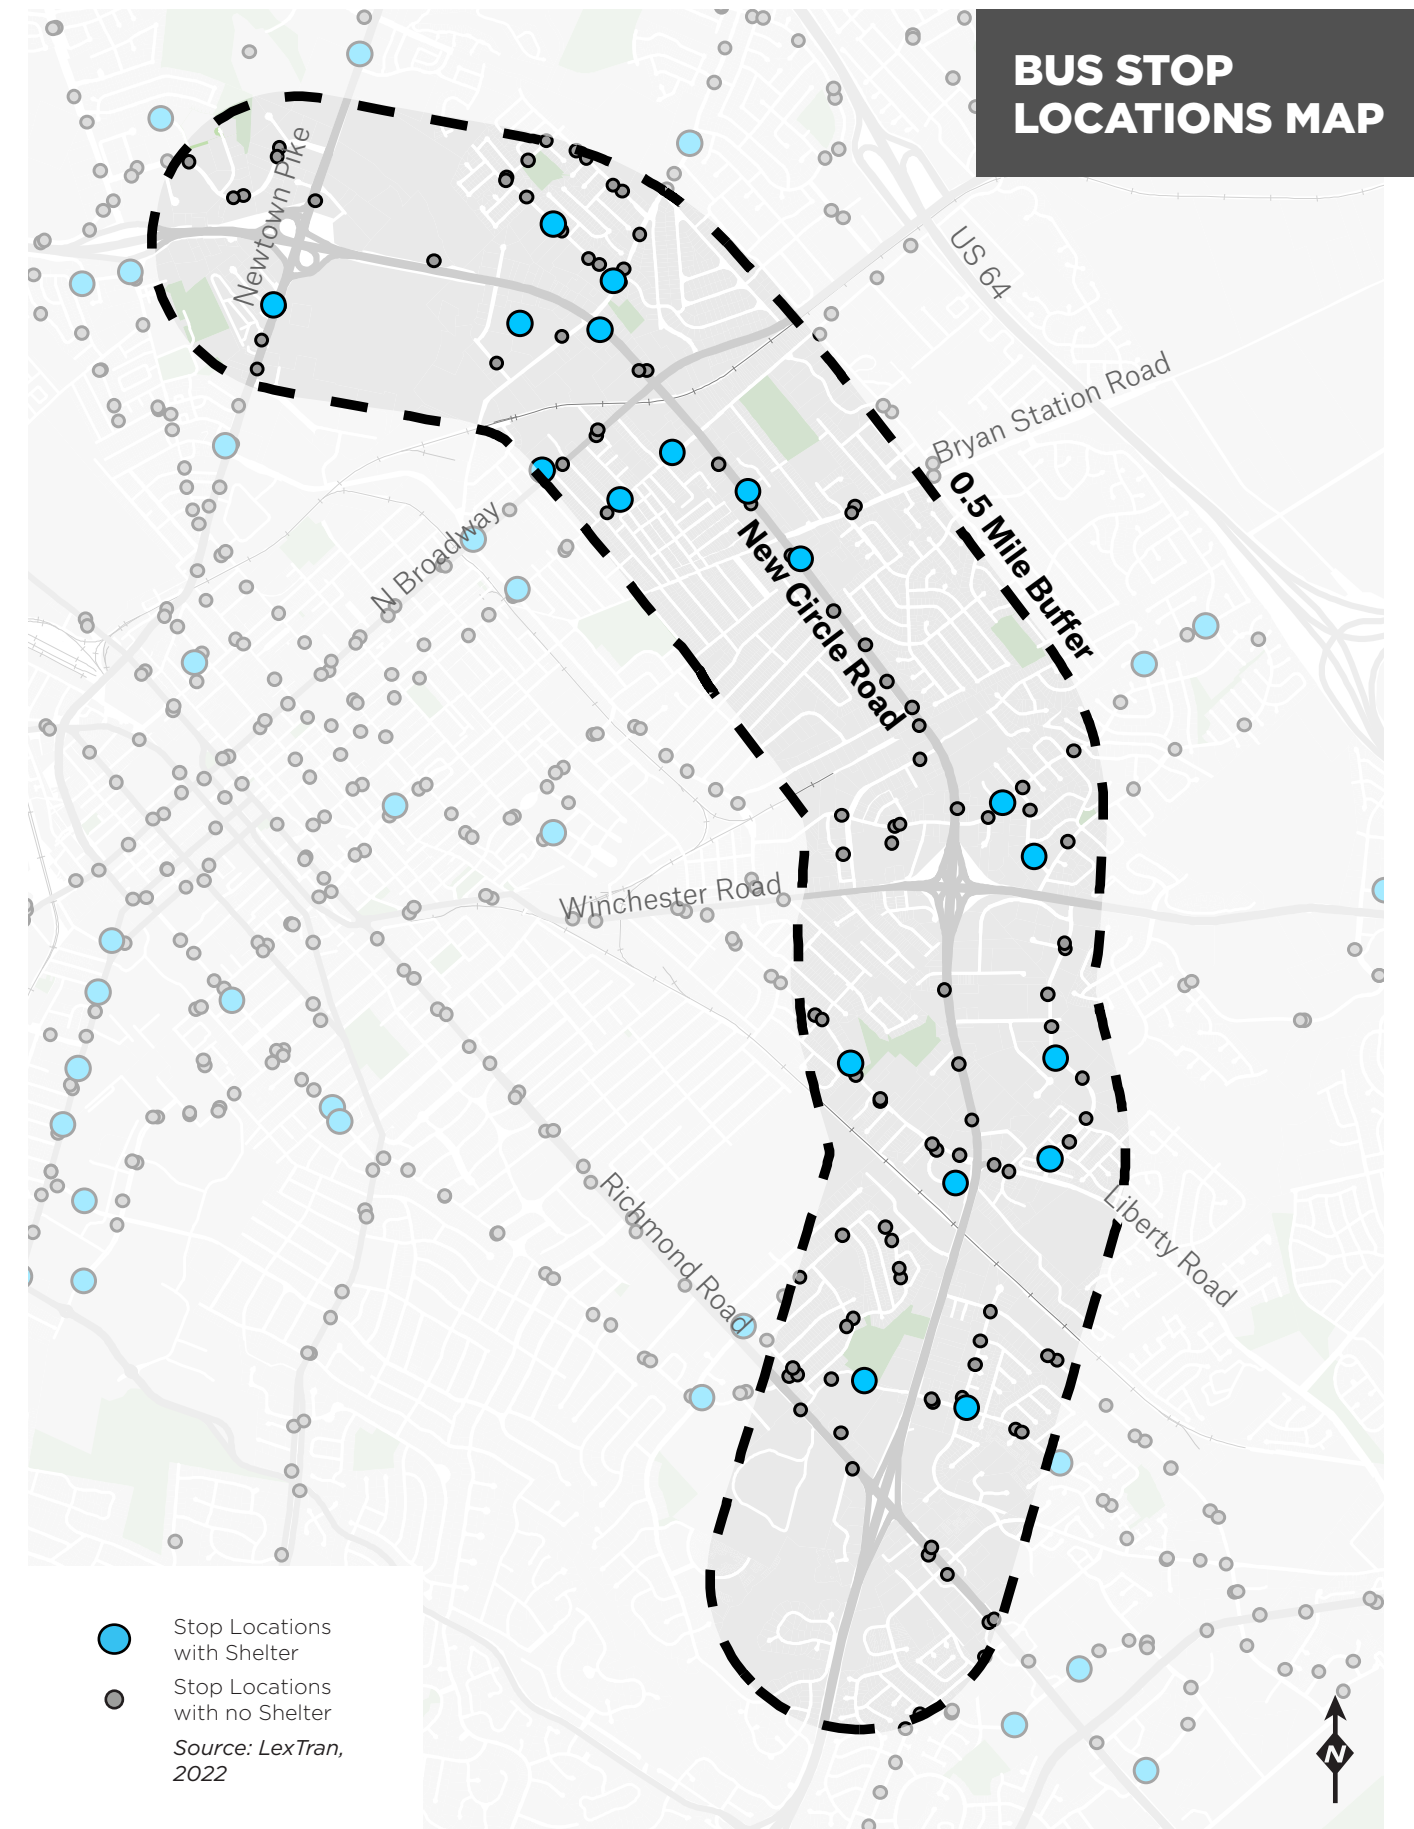 BUS STOP
LOCATIONS MAP
Newtown Pike
US 64
Bryan Station Road
0.5 Mile Buffer
N Broadway
New Circle Road
Winchester Road
Richmond Road
Liberty Road
Stop Locations
with Shelter
Stop Locations
with no Shelter
Source: LexTran,
2022
N